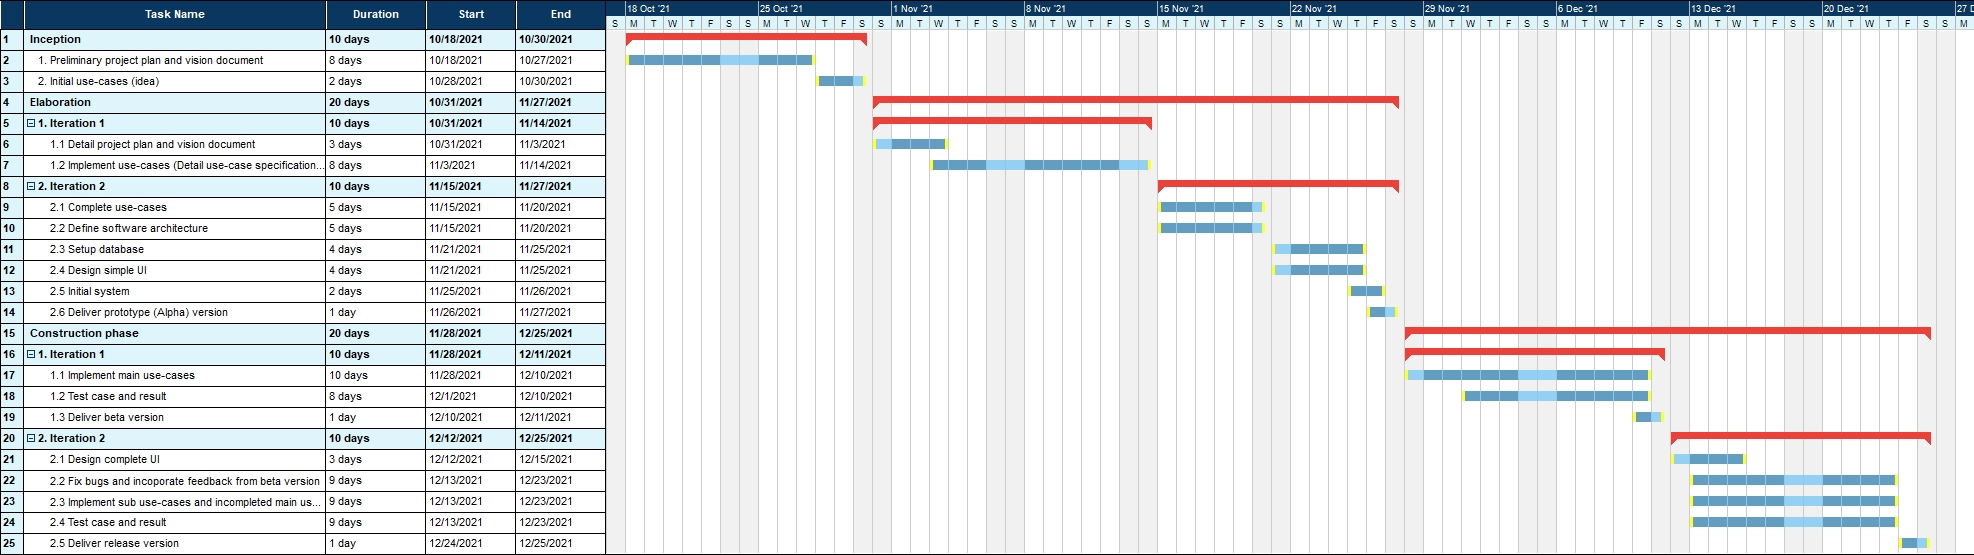 Task Name Duration Start End 18 Oct '21 25 Oct '21 1 Nov '21 8 Nov '21 15 Nov '21 22 Nov '21 29 Nov '21 6 Dec '21 13 Dec '21 20 Dec '21 27 D
S M T W T F S S M T W T F S S M T W T F S S M T W T F S S M T W T F S S M T W T F S S M T W T F S S M T W T F S S M T W T F S S M T W T F S S M
1 Inception 10 days 10/18/2021 10/30/2021
2 1. Preliminary project plan and vision document 8 days 10/18/2021 10/27/2021
3 2. Initial use-cases (idea) 2 days 10/28/2021 10/30/2021
4 Elaboration 20 days 10/31/2021 11/27/2021
5 1. Iteration 1 10 days 10/31/2021 11/14/2021
6 1.1 Detail project plan and vision document 3 days 10/31/2021 11/3/2021
7 1.2 Implement use-cases (Detail use-case specification... 8 days 11/3/2021 11/14/2021
8 2. Iteration 2 10 days 11/15/2021 11/27/2021
9 2.1 Complete use-cases 5 days 11/15/2021 11/20/2021
10 2.2 Define software architecture 5 days 11/15/2021 11/20/2021
11 2.3 Setup database 4 days 11/21/2021 11/25/2021
12 2.4 Design simple UI 4 days 11/21/2021 11/25/2021
13 2.5 Initial system 2 days 11/25/2021 11/26/2021
14 2.6 Deliver prototype (Alpha) version 1 day 11/26/2021 11/27/2021
15 Construction phase 20 days 11/28/2021 12/25/2021
16 1. Iteration 1 10 days 11/28/2021 12/11/2021
17 1.1 Implement main use-cases 10 days 11/28/2021 12/10/2021
18 1.2 Test case and result 8 days 12/1/2021 12/10/2021
19 1.3 Deliver beta version 1 day 12/10/2021 12/11/2021
20 2. Iteration 2 10 days 12/12/2021 12/25/2021
21 2.1 Design complete UI 3 days 12/12/2021 12/15/2021
22 2.2 Fix bugs and incoporate feedback from beta version 9 days 12/13/2021 12/23/2021
23 2.3 Implement sub use-cases and incompleted main us... 9 days 12/13/2021 12/23/2021
24 2.4 Test case and result 9 days 12/13/2021 12/23/2021
25 2.5 Deliver release version 1 day 12/24/2021 12/25/2021